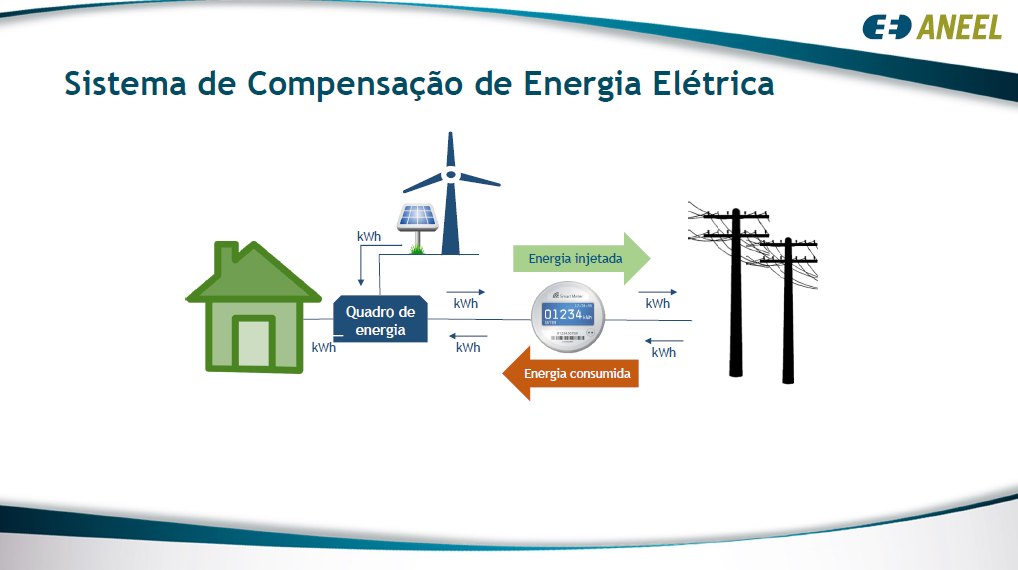 ANEEL
Sistema de Compensação de Energia Elétrica
kWh
Energia injetada
Quadro de
energia
kWh
kWh
Smart Meter
01234 kWh
kWh
kWh
kWh
Energia consumida